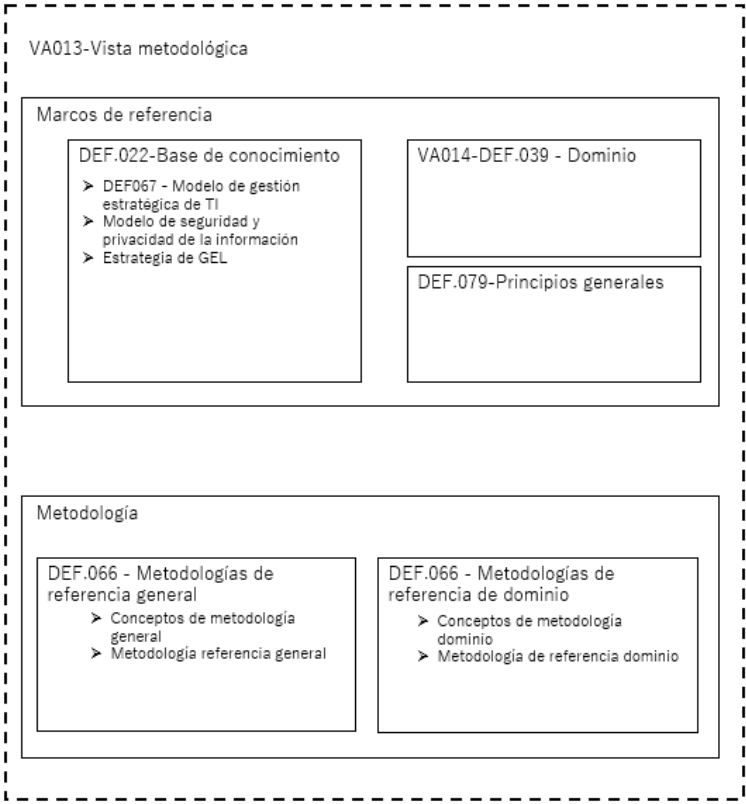 VA013-Vista metodológica
Marcos de referencia
DEF.022-Base de conocimiento
➢ DEF067 - Modelo de gestión
estratégica de TI
➢ Modelo de seguridad y
privacidad de la información
➢ Estrategia de GEL
VA014-DEF.039 - Dominio
DEF.079-Principios generales
Metodología
DEF.066 - Metodologías de
referencia general
➢ Conceptos de metodología
general
➢ Metodología referencia general
DEF.066 - Metodologías de
referencia de dominio
➢ Conceptos de metodología
dominio
➢ Metodología de referencia dominio